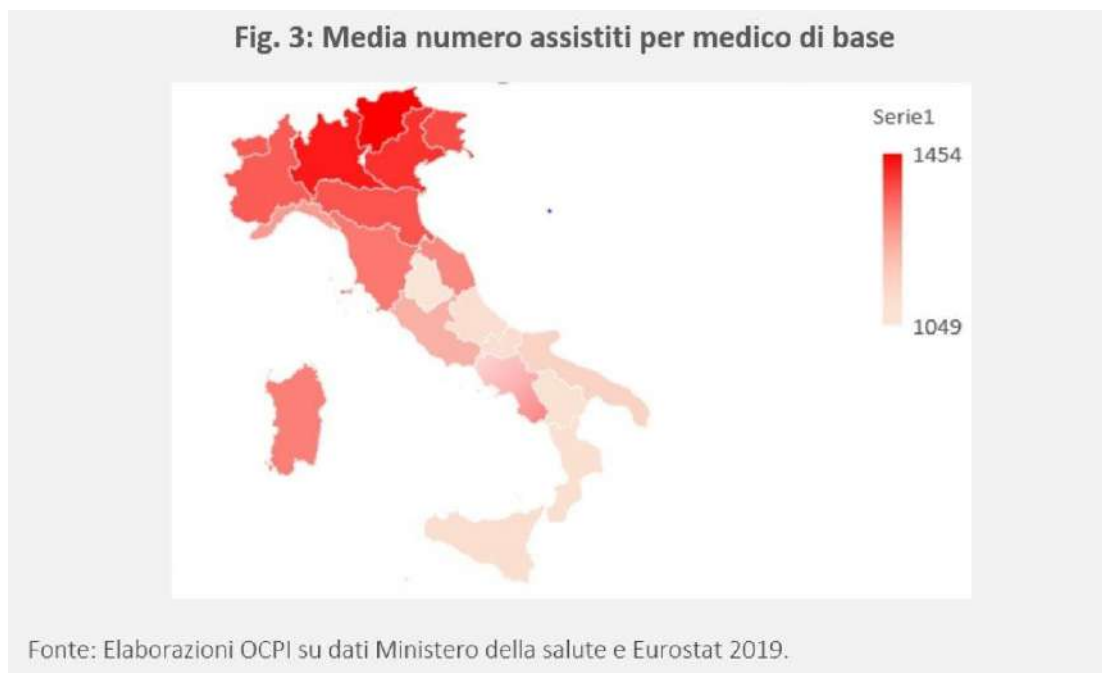 Fig. 3: Media numero assistiti per medico di base
Serie1
1454
1049
Fonte: Elaborazioni OCPI su dati Ministero della salute e Eurostat 2019.